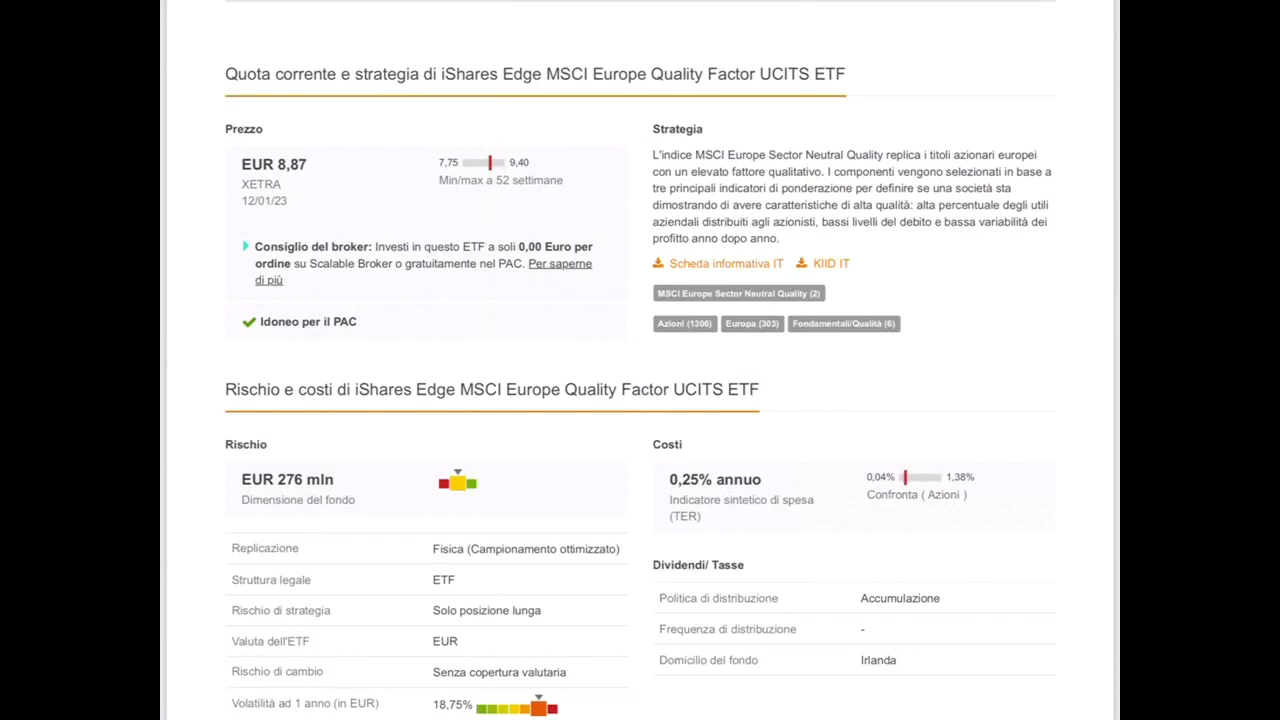 Quota corrente e strategia di iShares Edge MSCI Europe Quality Factor UCITS ETF
Prezzo
EUR 8,87
XETRA
12/01/23
7,75 9,40
Min/max a 52 settimane
Consiglio del broker: Investi in questo ETF a soli 0,00 Euro per
ordine su Scalable Broker o gratuitamente nel PAC. Per saperne
di più
Idoneo per il PAC
Strategia
L'indice MSCI Europe Sector Neutral Quality replica i titoli azionari europei
con un elevato fattore qualitativo. I componenti vengono selezionati in base a
tre principali indicatori di ponderazione per definire se una società sta
dimostrando di avere caratteristiche di alta qualità: alta percentuale degli utili
aziendali distribuiti agli azionisti, bassi livelli del debito e bassa variabilità dei
profitto anno dopo anno.
Scheda informativa IT KIID IT
MSCI Europe Sector Neutral Quality (2)
Azioni (1306) Europa (303) Fondamentali/Qualità (6)
Rischio e costi di iShares Edge MSCI Europe Quality Factor UCITS ETF
Rischio
EUR 276 mln
Dimensione del fondo
Replicazione Fisica (Campionamento ottimizzato)
Struttura legale ETF
Rischio di strategia Solo posizione lunga
Valuta dell'ETF EUR
Rischio di cambio Senza copertura valutaria
Volatilità ad 1 anno (in EUR) 18,75%
Costi
0,25% annuo
Indicatore sintetico di spesa
(TER)
0,04% 1,38%
Confronta ( Azioni )
Dividendi/ Tasse
Politica di distribuzione Accumulazione
Frequenza di distribuzione -
Domicilio del fondo Irlanda